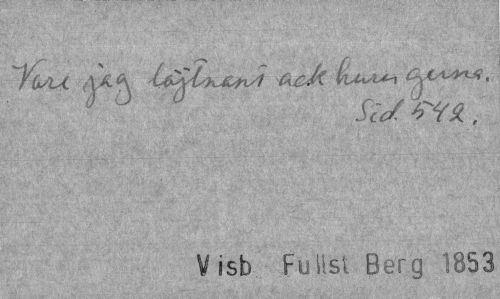 Vore jag löjtnant ack huru gerna.
Sid. 542.
Visb Fullst Berg 1853